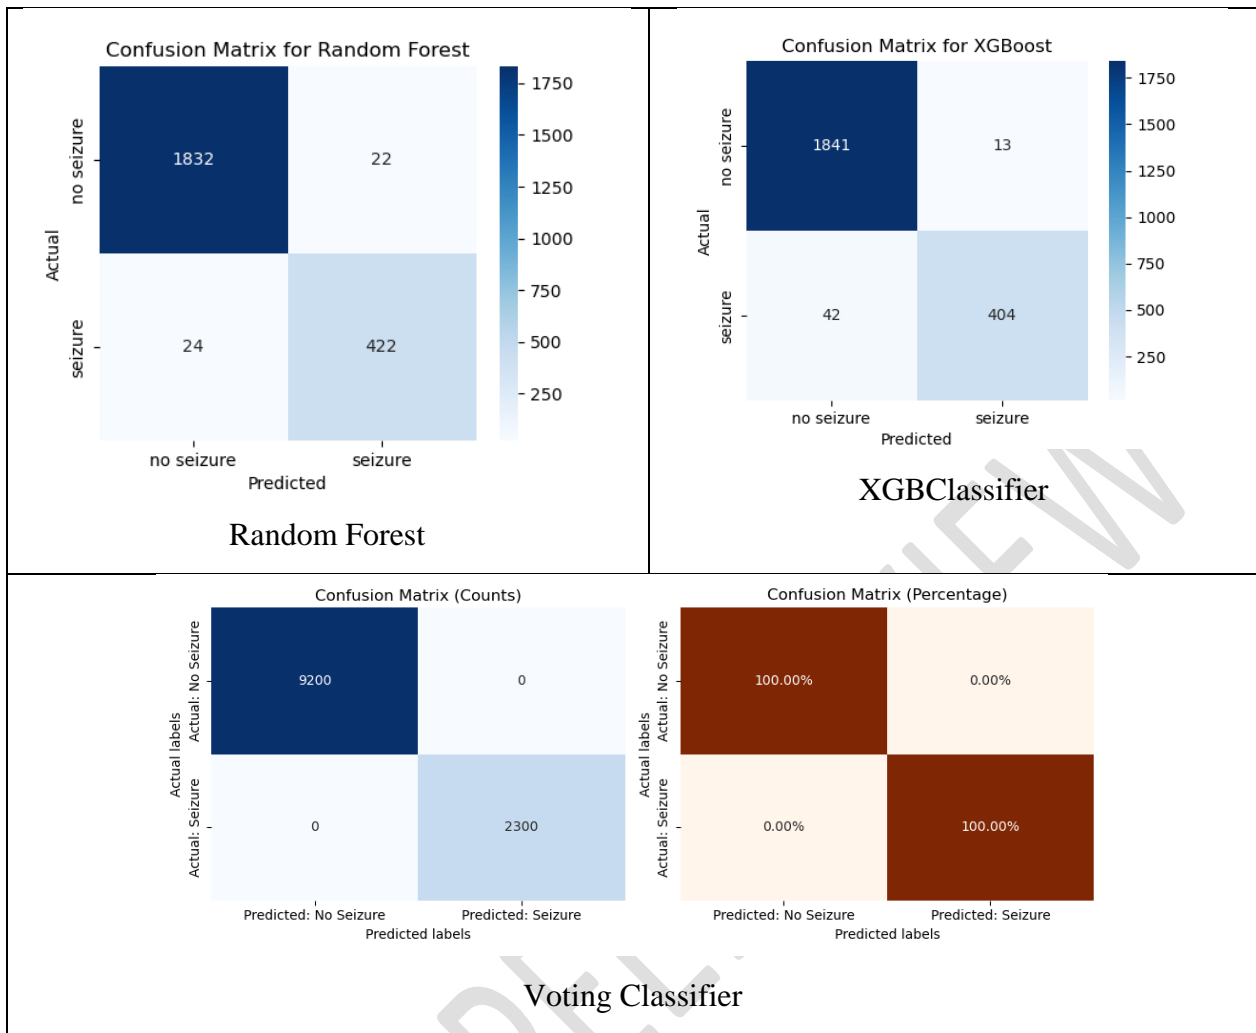 Confusion Matrix for Random Forest
no seizure
seizure
Actual
1832
22
24
422
no seizure
seizure
Predicted
1750
1500
1250
1000
750
500
250
Random Forest
Confusion Matrix for XGBoost
no seizure
seizure
Actual
1841
13
42
404
no seizure
seizure
Predicted
1750
1500
1250
1000
750
500
250
XGBClassifier
Confusion Matrix (Counts)
Actual labels
Actual: No Seizure
Actual: Seizure
9200
0
0
2300
Predicted: No Seizure
Predicted: Seizure
Predicted labels
Confusion Matrix (Percentage)
Actual labels
Actual: No Seizure
Actual: Seizure
100.00%
0.00%
0.00%
100.00%
Predicted: No Seizure
Predicted: Seizure
Predicted labels
Voting Classifier